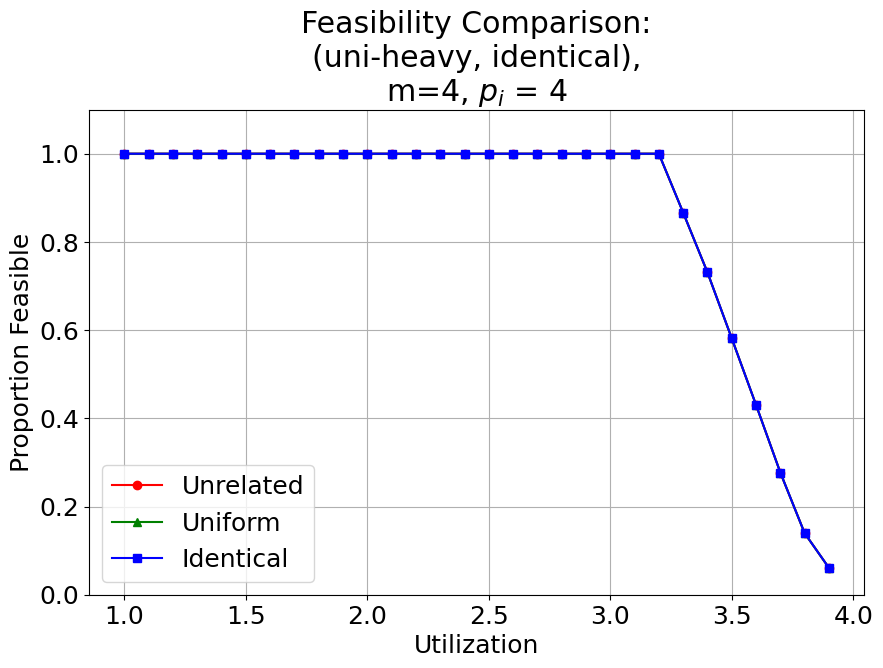 Feasibility Comparison:
(uni-heavy, identical),
m=4, $p_i$ = 4
Proportion Feasible
1.0
0.8
0.6
0.4
0.2
0.0
Unrelated
Uniform
Identical
1.0 1.5 2.0 2.5 3.0 3.5 4.0
Utilization